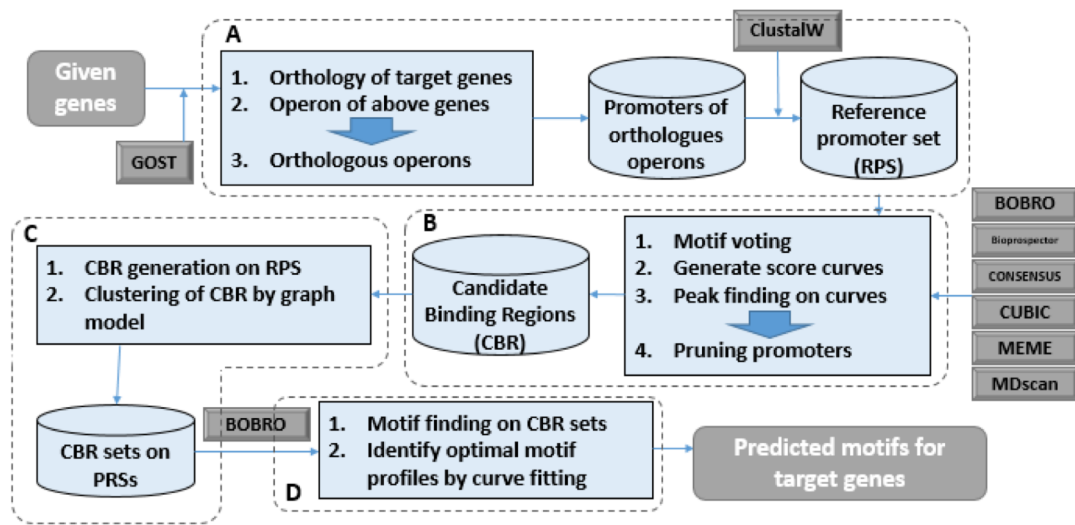 A
ClustalW
Given
genes
GOST
1. Orthology of target genes
2. Operon of above genes
3. Orthologous operons
Promoters of
orthologues
operons
Reference
promoter set
(RPS)
B
1. Motif voting
2. Generate score curves
3. Peak finding on curves
4. Pruning promoters
BOBRO
Bioprospector
CONSENSUS
CUBIC
MEME
MDscan
Candidate
Binding Regions
(CBR)
C
1. CBR generation on RPS
2. Clustering of CBR by graph
model
CBR sets on
PRSs
BOBRO
D
1. Motif finding on CBR sets
2. Identify optimal motif
profiles by curve fitting
Predicted motifs for
target genes